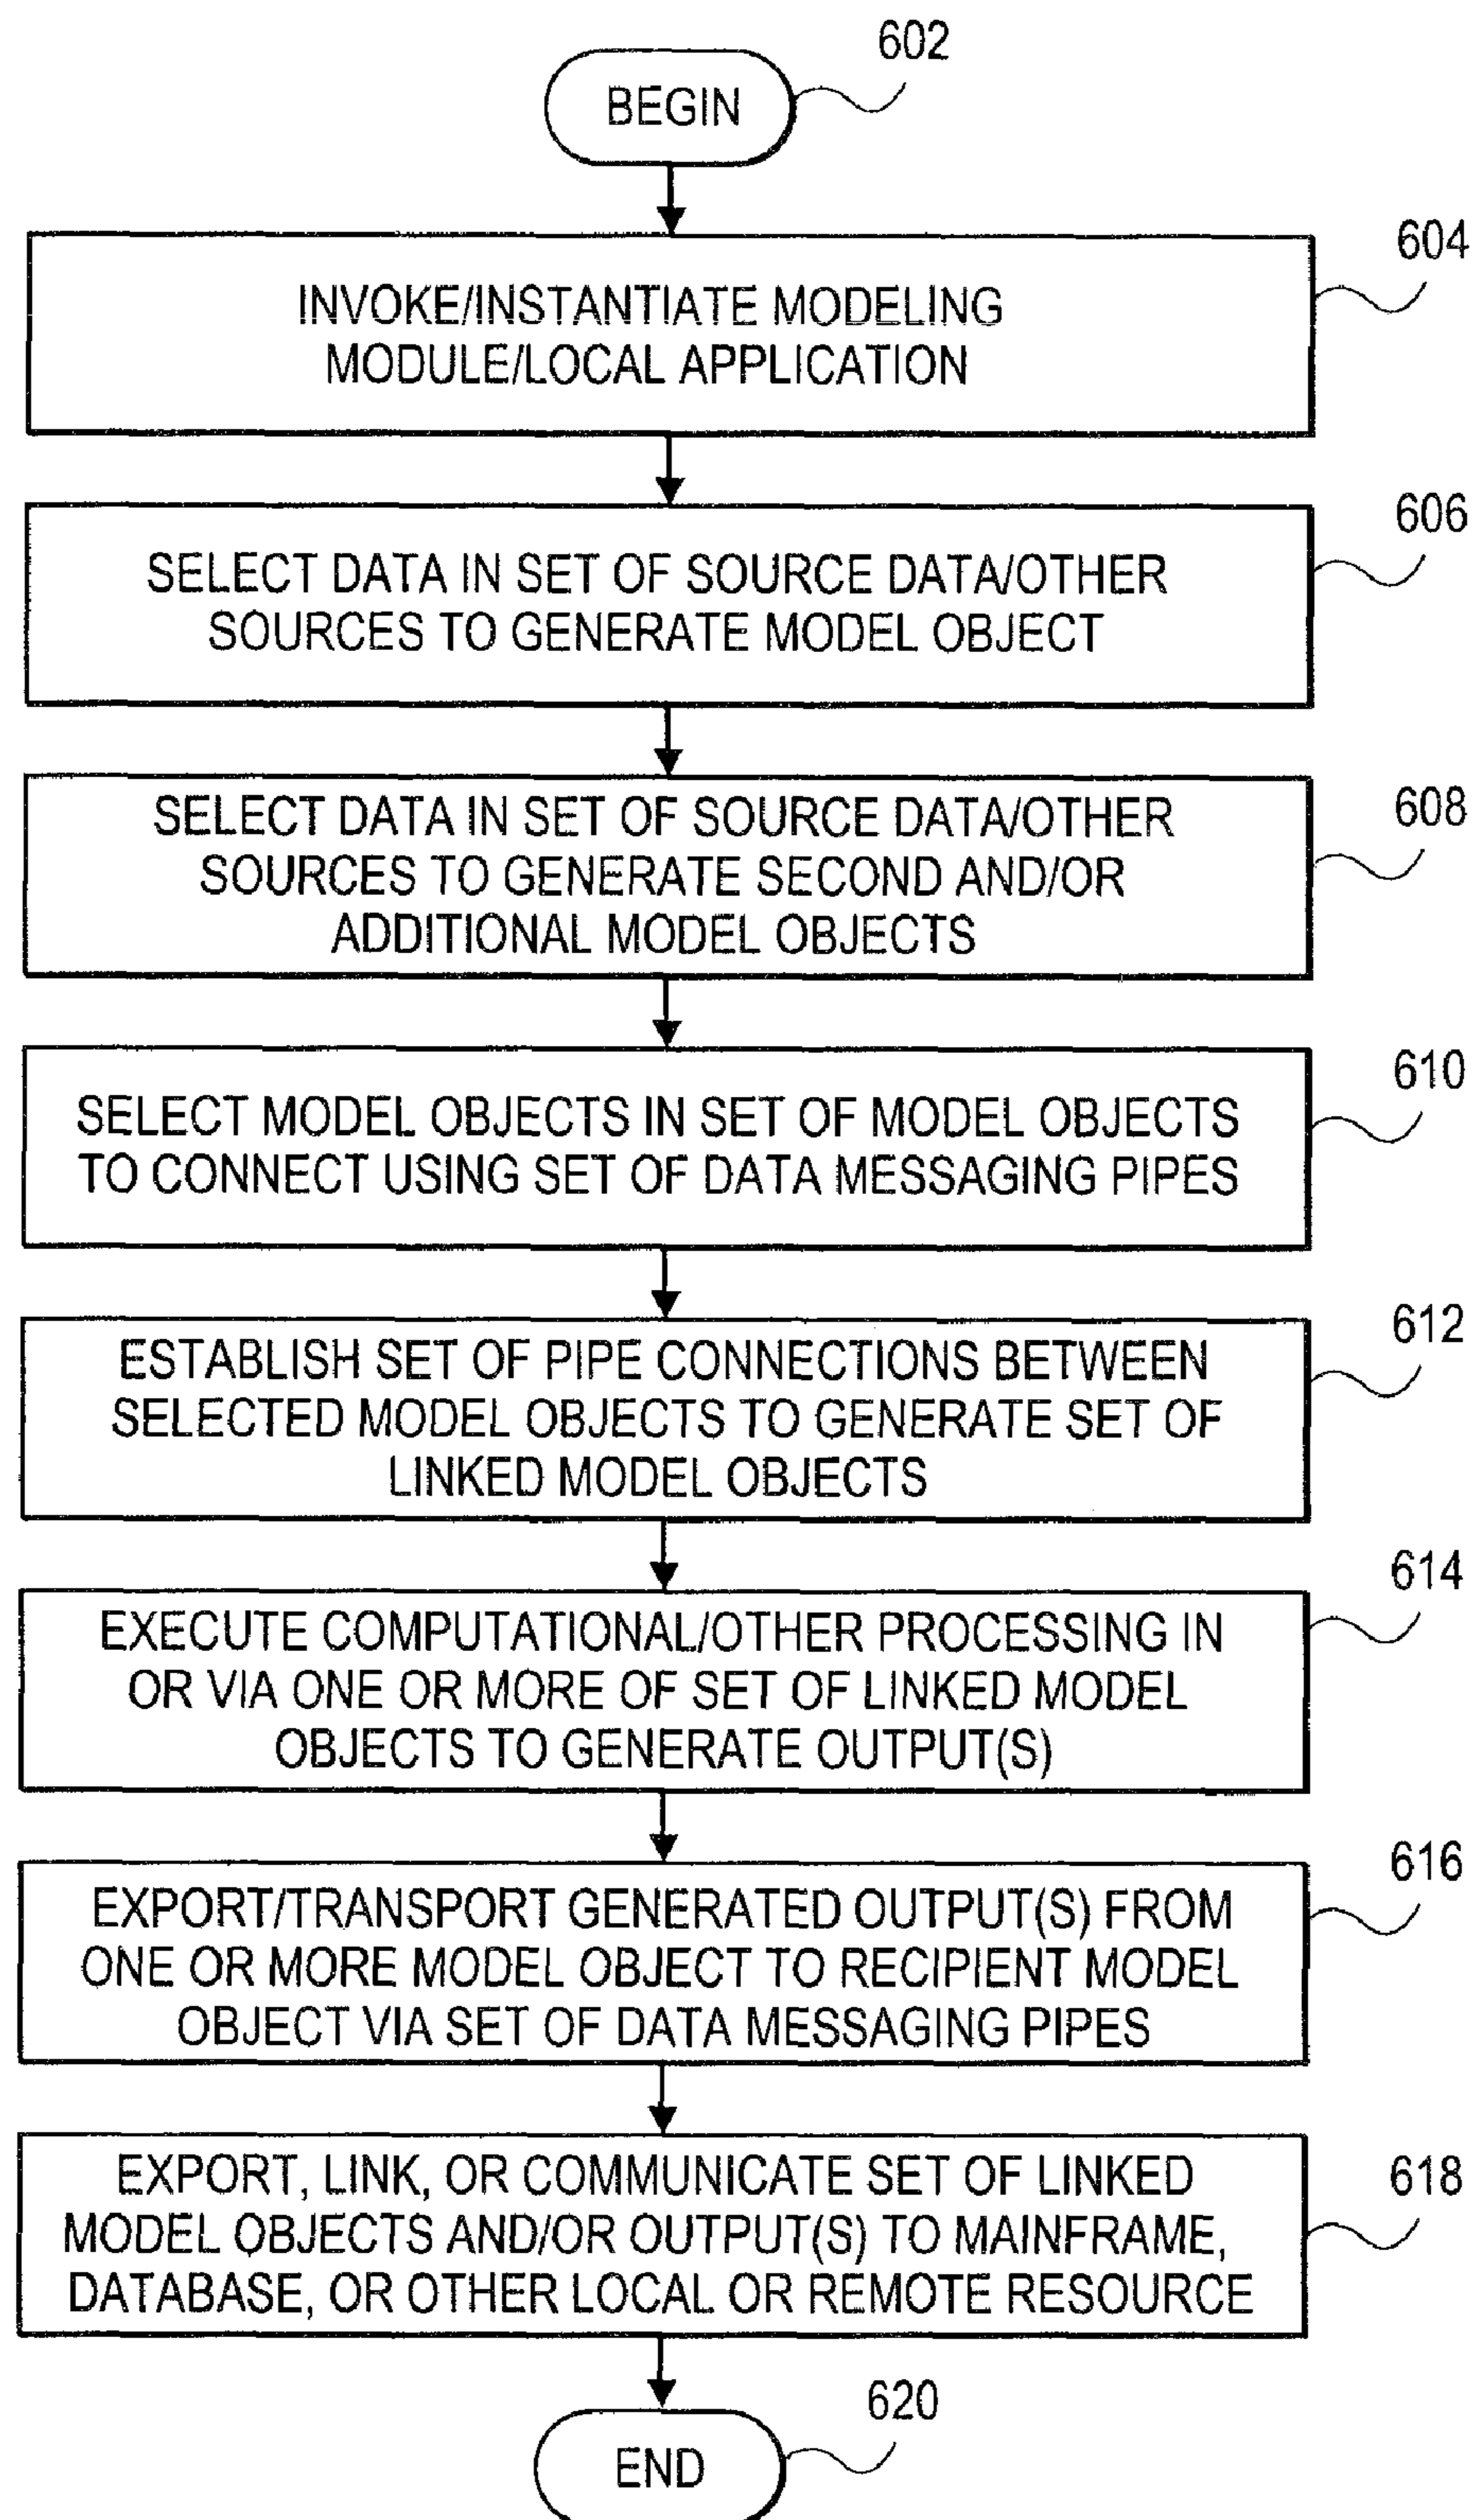 602
BEGIN
604
INVOKE/INSTANTIATE MODELING
MODULE/LOCAL APPLICATION
606
SELECT DATA IN SET OF SOURCE DATA/OTHER
SOURCES TO GENERATE MODEL OBJECT
608
SELECT DATA IN SET OF SOURCE DATA/OTHER
SOURCES TO GENERATE SECOND AND/OR
ADDITIONAL MODEL OBJECTS
610
SELECT MODEL OBJECTS IN SET OF MODEL OBJECTS
TO CONNECT USING SET OF DATA MESSAGING PIPES
612
ESTABLISH SET OF PIPE CONNECTIONS BETWEEN
SELECTED MODEL OBJECTS TO GENERATE SET OF
LINKED MODEL OBJECTS
614
EXECUTE COMPUTATIONAL/OTHER PROCESSING IN
OR VIA ONE OR MORE OF SET OF LINKED MODEL
OBJECTS TO GENERATE OUTPUT(S)
616
EXPORT/TRANSPORT GENERATED OUTPUT(S) FROM
ONE OR MORE MODEL OBJECT TO RECIPIENT MODEL
OBJECT VIA SET OF DATA MESSAGING PIPES
618
EXPORT, LINK, OR COMMUNICATE SET OF LINKED
MODEL OBJECTS AND/OR OUTPUT(S) TO MAINFRAME,
DATABASE, OR OTHER LOCAL OR REMOTE RESOURCE
620
END